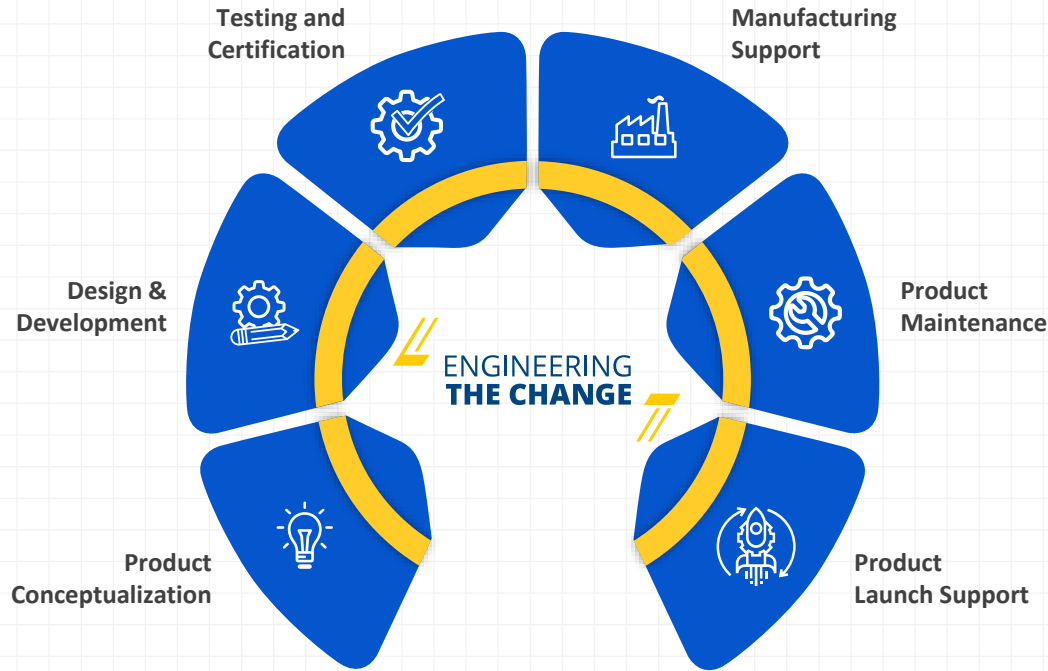 Testing and
Certification
Manufacturing
Support
Design &
Development
Product
Maintenance
ENGINEERING
THE CHANGE
Product
Conceptualization
Product
Launch Support